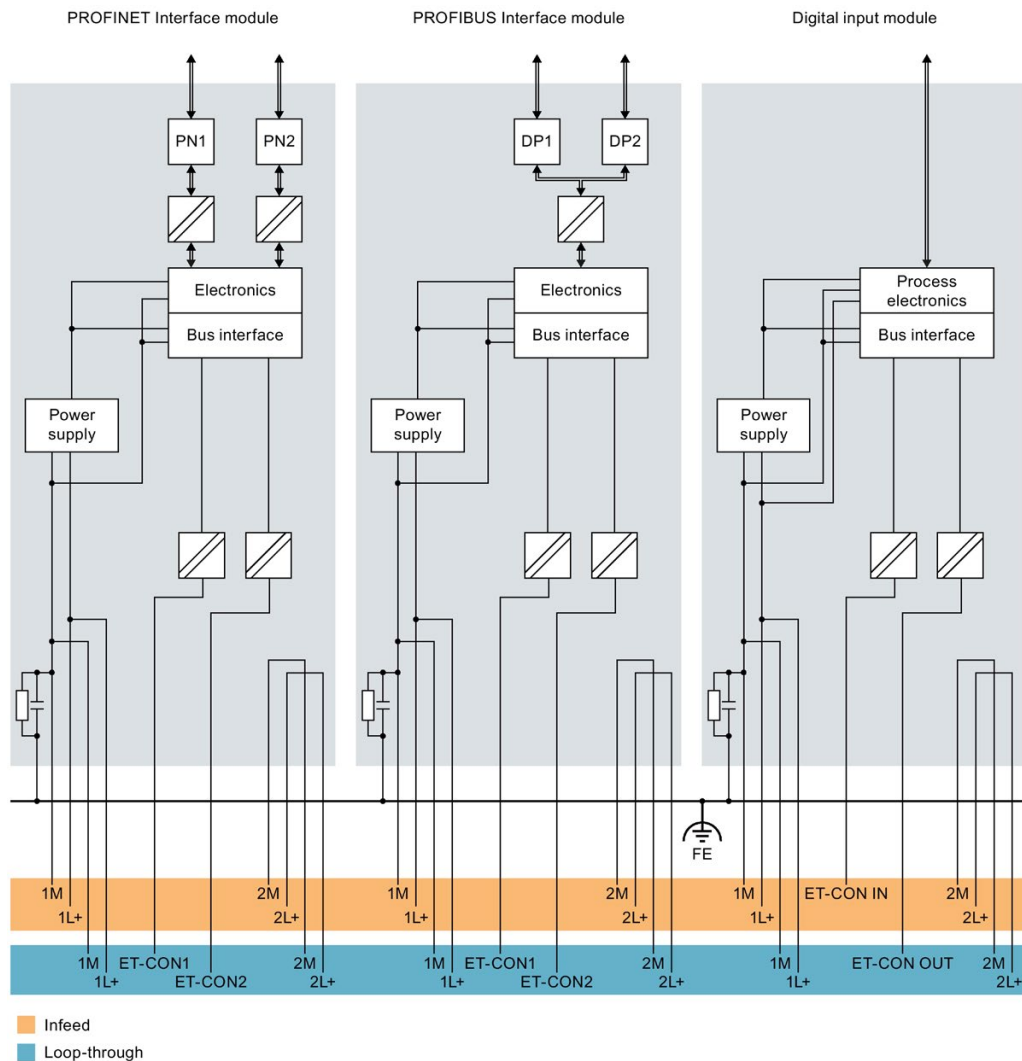 PROFINET Interface module
PROFIBUS Interface module
Digital input module
PN1
PN2
DP1
DP2
Electronics
Bus interface
Electronics
Bus interface
Process
electronics
Bus interface
Power
supply
Power
supply
Power
supply
FE
1M
2M
1M
2M
1M
ET-CON IN
2M
1L+
2L+
1L+
2L+
1L+
2L+
1M
ET-CON1
2M
1M
ET-CON1
2M
1M
ET-CON OUT
2M
1L+
ET-CON2
2L+
1L+
ET-CON2
2L+
1L+
2L+
Infeed
Loop-through